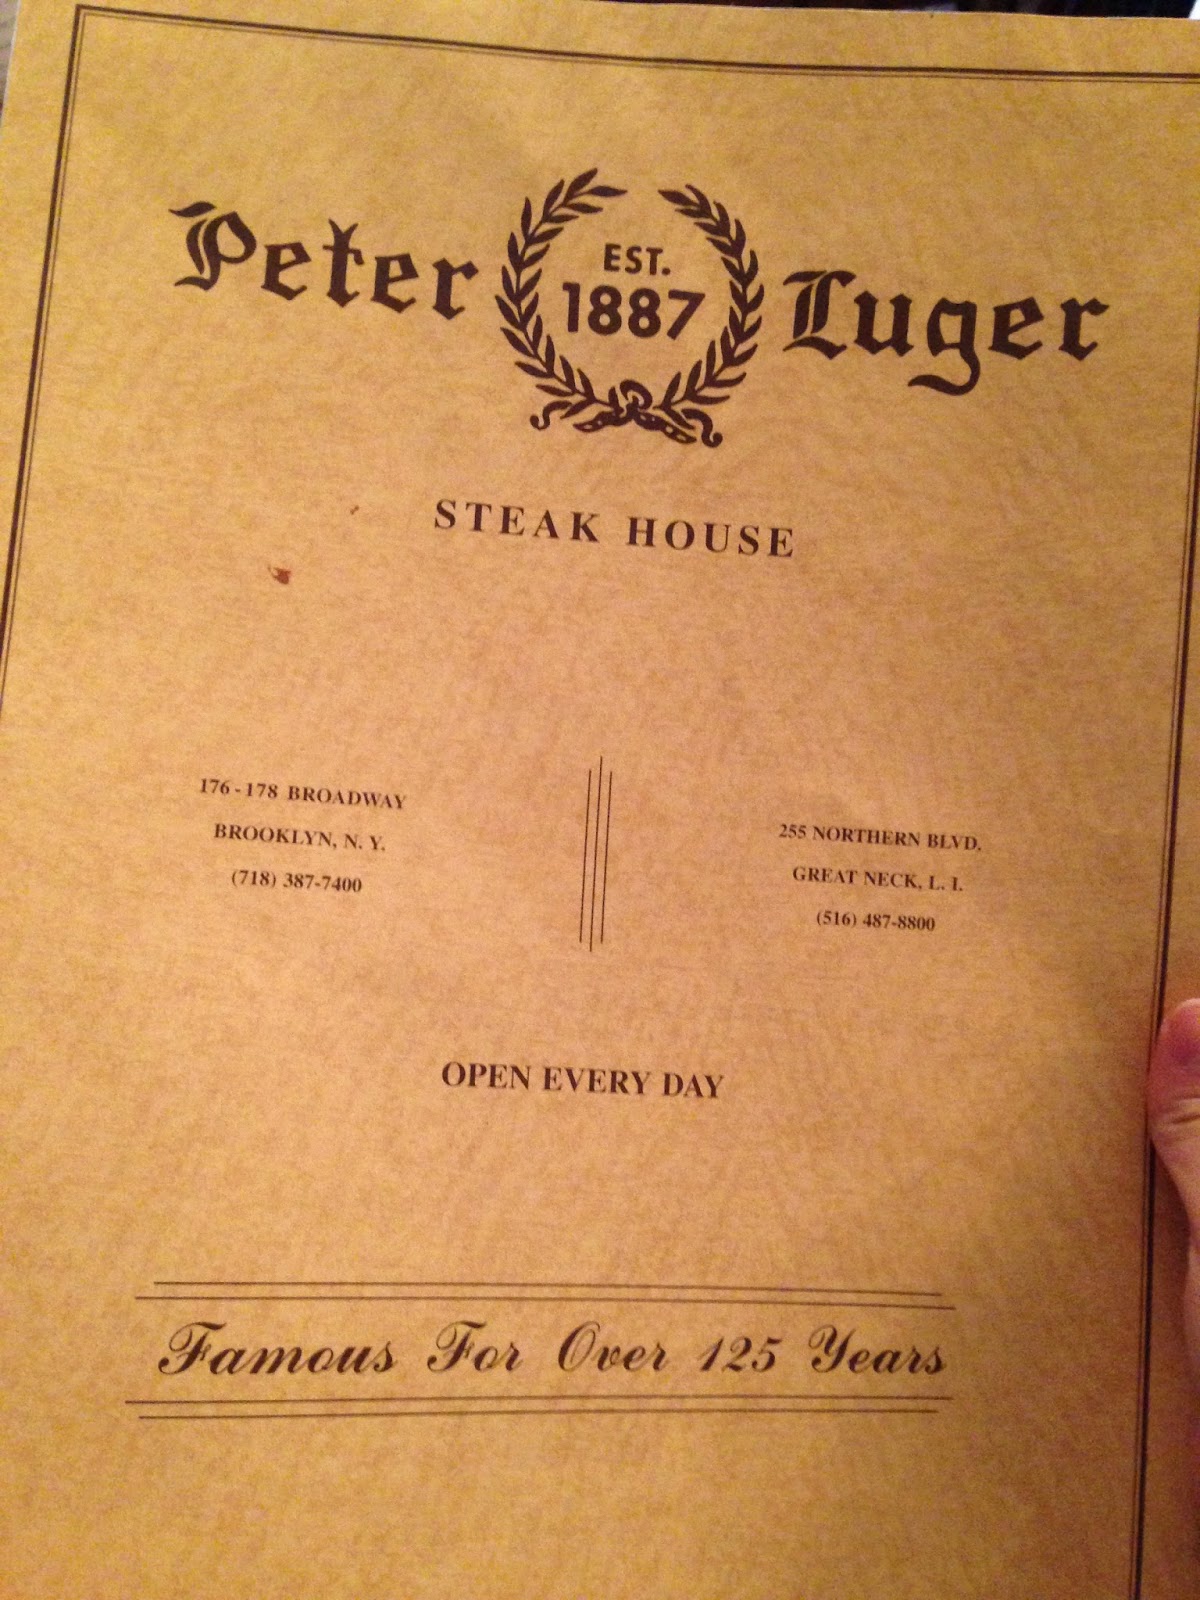 Peter EST. 1887 Luger
STEAK HOUSE
176-178 BROADWAY
BROOKLYN, N. Y.
(718) 387-7400
255 NORTHERN BLVD.
GREAT NECK, L. I.
(516) 487-8800
OPEN EVERY DAY
Famous For Over 125 Years